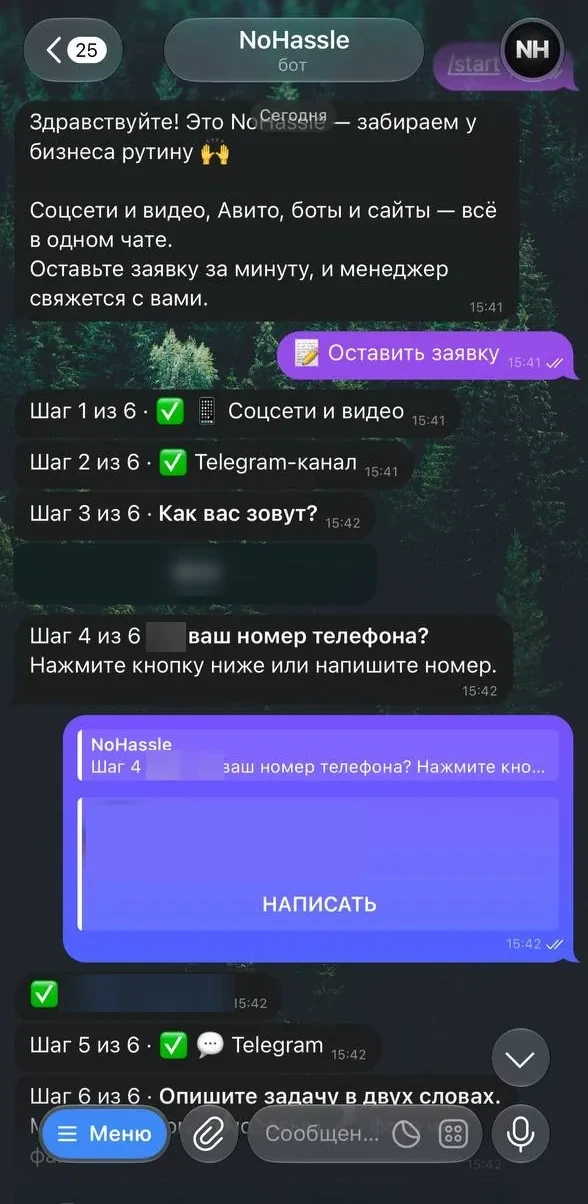 25
NoHassle
бот
NH
/start
Сегодня
Здравствуйте! Это NoHassle — забираем у
бизнеса рутину 🙌
Соцсети и видео, Авито, боты и сайты — всё
в одном чате.
Оставьте заявку за минуту, и менеджер
свяжется с вами.
15:41
📝 Оставить заявку 15:41
Шаг 1 из 6 · ✅ 📱 Соцсети и видео 15:41
Шаг 2 из 6 · ✅ Telegram-канал 15:41
Шаг 3 из 6 · Как вас зовут? 15:42
Шаг 4 из 6 ваш номер телефона?
Нажмите кнопку ниже или напишите номер.
15:42
NoHassle
Шаг 4 ваш номер телефона? Нажмите кно...
НАПИСАТЬ
15:42
✅ 15:42
Шаг 5 из 6 · ✅ 💬 Telegram 15:42
Шаг 6 из 6 · Опишите задачу в двух словах.
Меню
Сообщен...
15:42